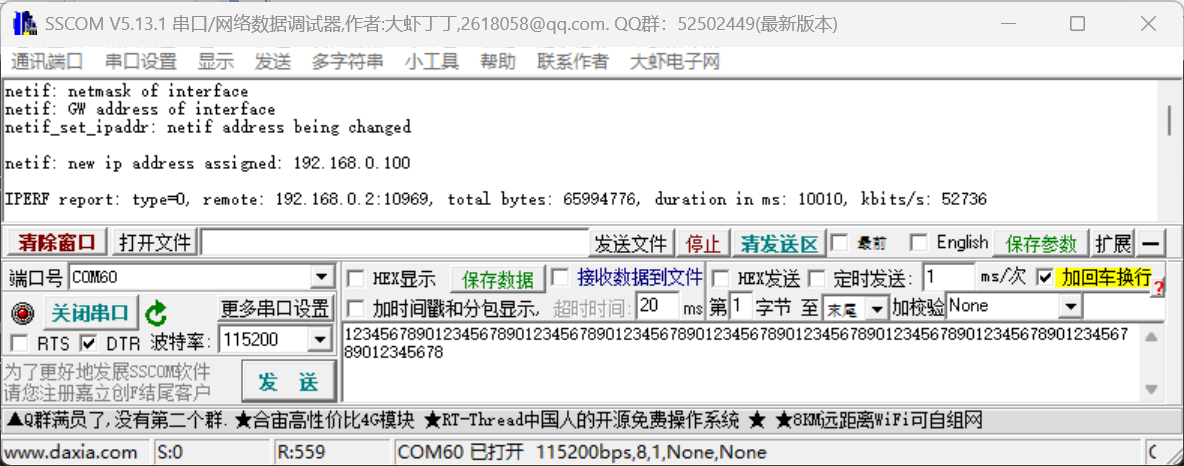 SSCOM V5.13.1 串口/网络数据调试器,作者:大虾丁丁,2618058@qq.com. QQ群：52502449(最新版本)
通讯端口 串口设置 显示 发送 多字符串 小工具 帮助 联系作者 大虾电子网
netif: netmask of interface
netif: GW address of interface
netif_set_ipaddr: netif address being changed
netif: new ip address assigned: 192.168.0.100
IPERF report: type=0, remote: 192.168.0.2:10969, total bytes: 65994776, duration in ms: 10010, kbits/s: 52736
清除窗口 打开文件 发送文件 停止 清发送区 最前 English 保存参数 扩展 —
端口号 COM60 HEX显示 保存数据 接收数据到文件 HEX发送 定时发送: 1 ms/次 加回车换行
关闭串口 更多串口设置 加时间戳和分包显示, 超时时间: 20 ms 第 1 字节 至 末尾 加校验 None ?
RTS DTR 波特率: 115200
1234567890123456789012345678901234567890123456789012345678901234567890123456789012345678901234567
89012345678
为了更好地发展SSCOM软件
请您注册嘉立创F结尾客户
发 送
▲Q群满员了,没有第二个群. ★合宙高性价比4G模块 ★RT-Thread中国人的开源免费操作系统 ★ ★8KM远距离WiFi可自组网
www.daxia.com S:0 R:559 COM60 已打开 115200bps,8,1,None,None